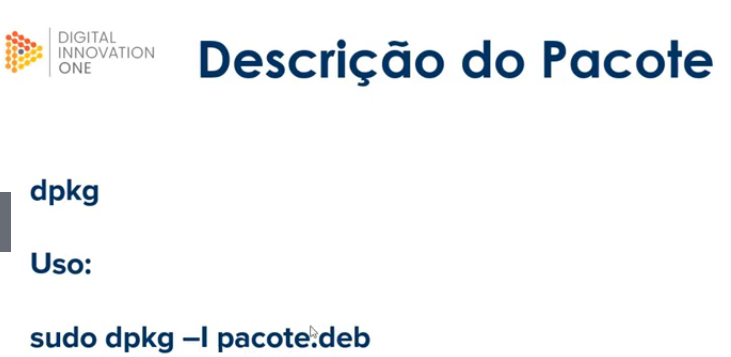 DIGITAL
INNOVATION
ONE
Descrição do Pacote
dpkg
Uso:
sudo dpkg –I pacote.deb